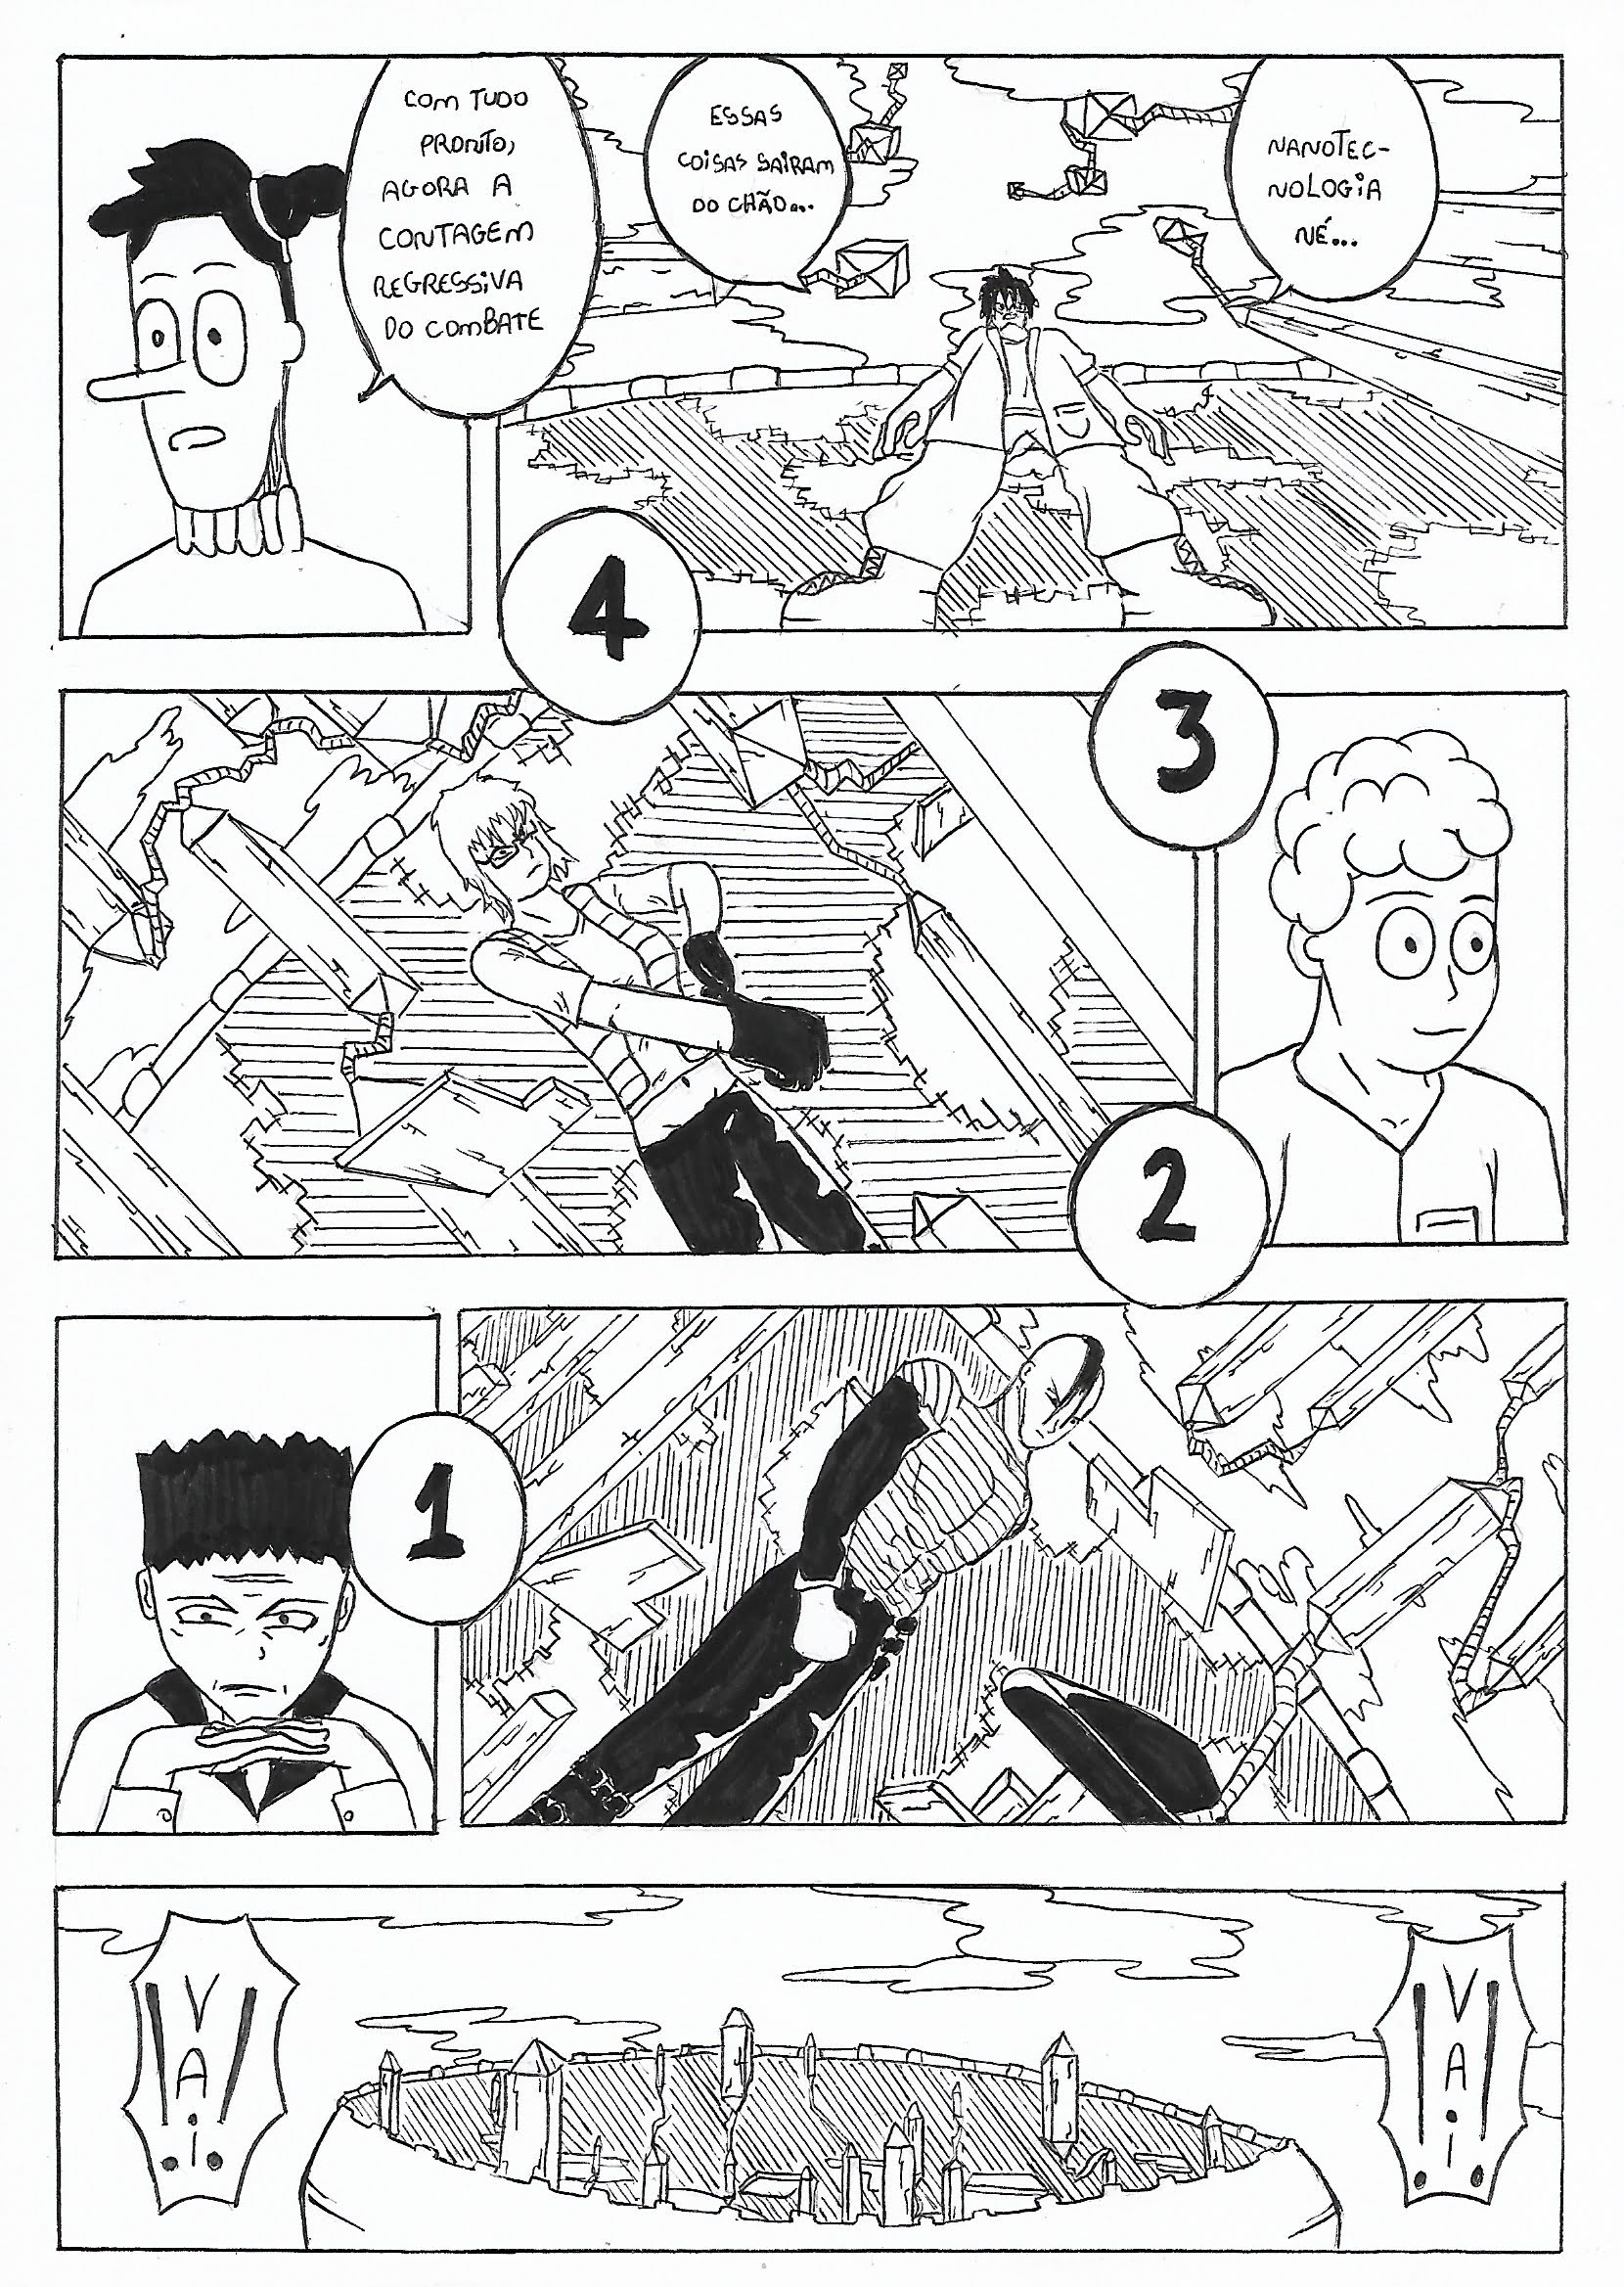 COM TUDO
PRONTO,
AGORA A
CONTAGEM
REGRESSIVA
DO COMBATE
ESSAS
COISAS SAIRAM
DO CHÃO...
NANOTEC-
NOLOGIA
NÉ...
4
3
2
1
VAI!!
VAI!!